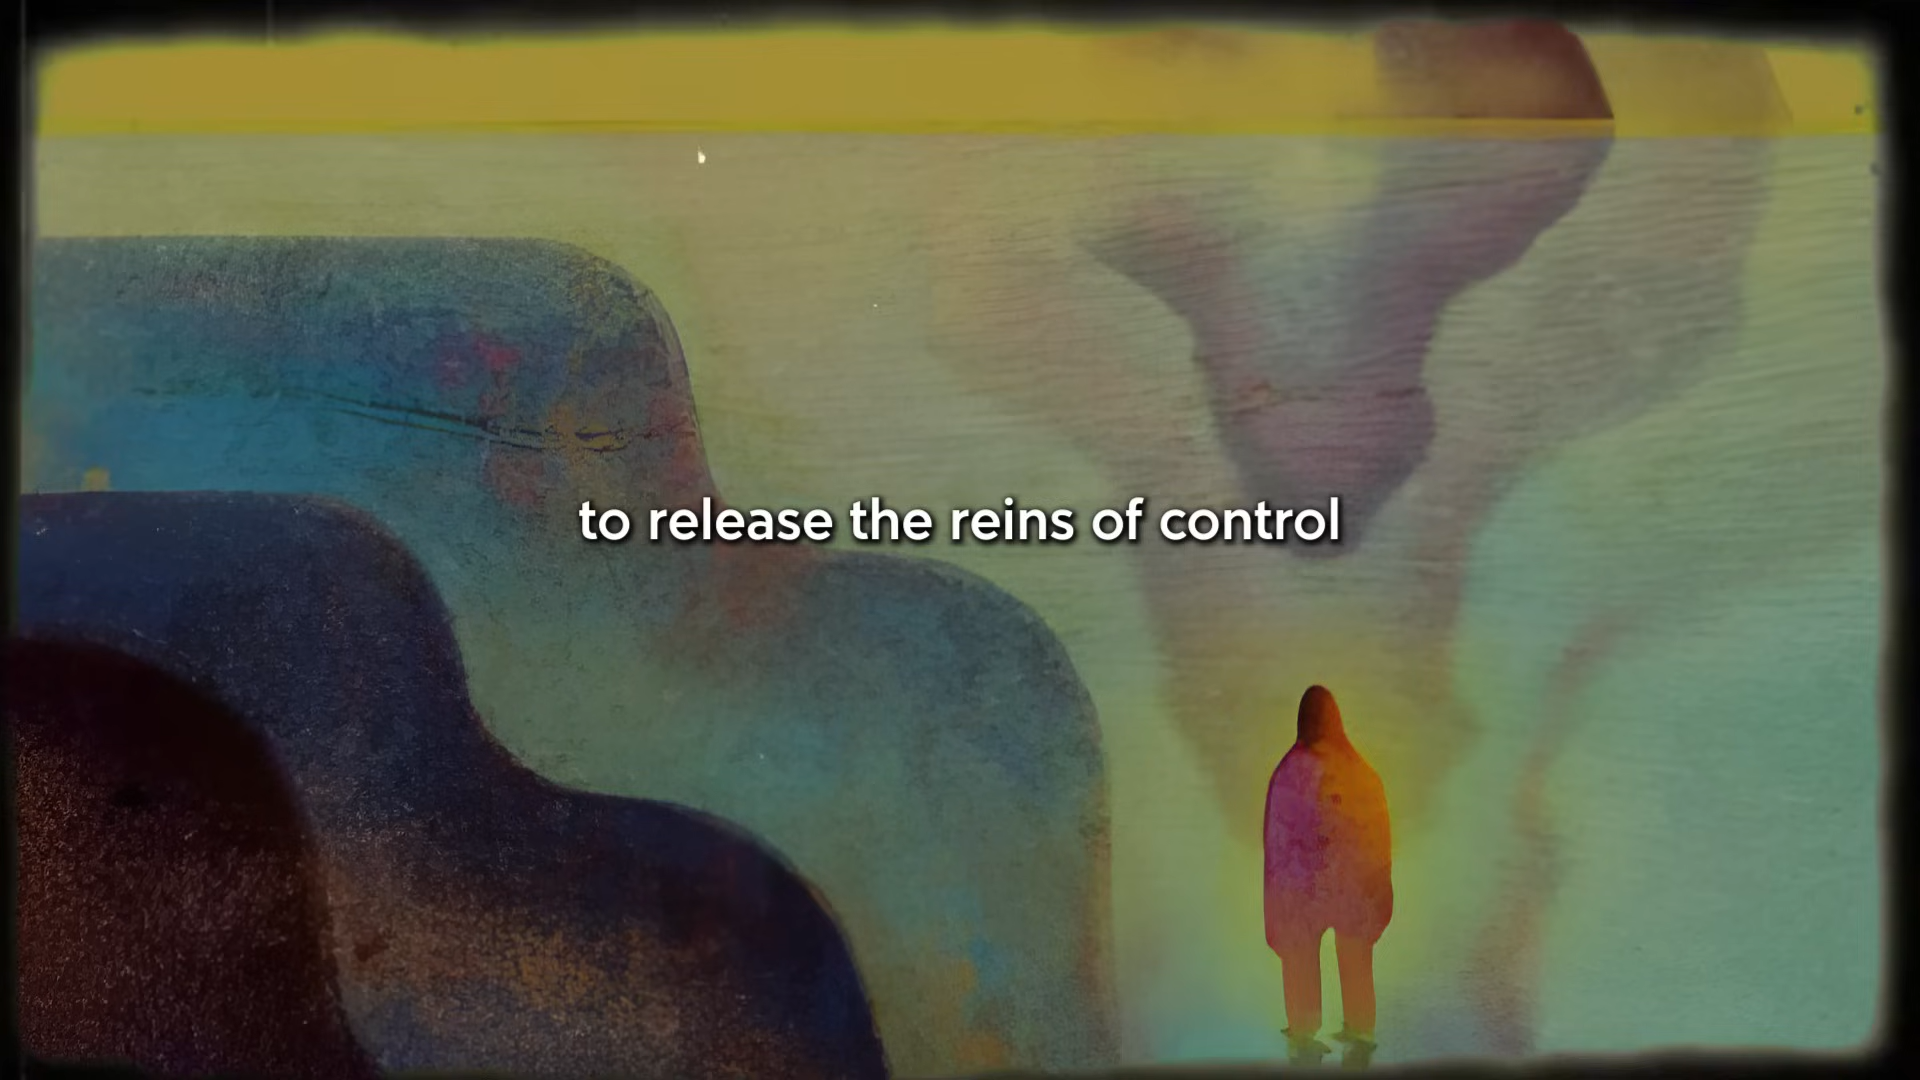 to release the reins of control